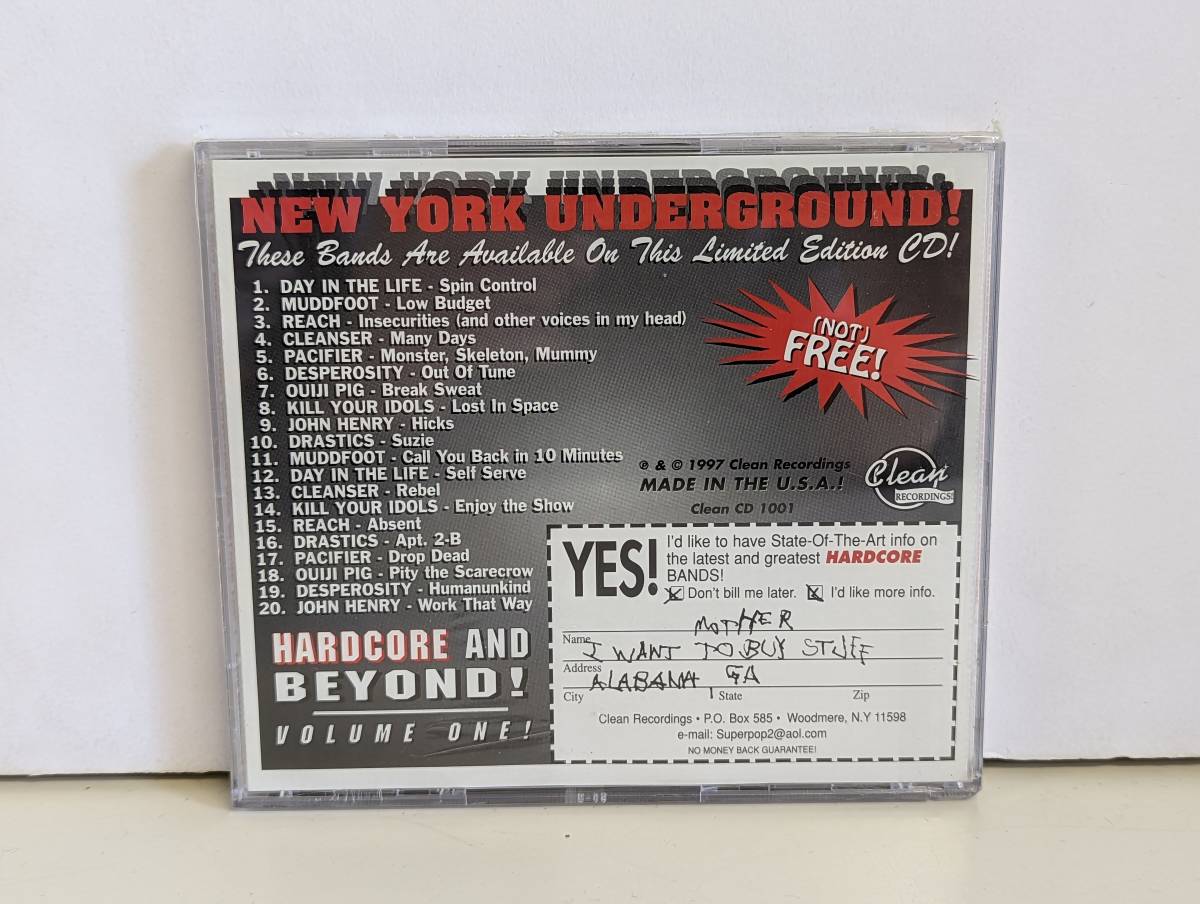 NEW YORK UNDERGROUND!
These Bands Are Available On This Limited Edition CD!
1. DAY IN THE LIFE - Spin Control
2. MUDDFOOT - Low Budget
3. REACH - Insecurities (and other voices in my head)
4. CLEANSER - Many Days
5. PACIFIER - Monster, Skeleton, Mummy
6. DESPEROSITY - Out Of Tune
7. OUIJI PIG - Break Sweat
8. KILL YOUR IDOLS - Lost In Space
9. JOHN HENRY - Hicks
10. DRASTICS - Suzie
11. MUDDFOOT - Call You Back in 10 Minutes
12. DAY IN THE LIFE - Self Serve
13. CLEANSER - Rebel
14. KILL YOUR IDOLS - Enjoy the Show
15. REACH - Absent
16. DRASTICS - Apt. 2-B
17. PACIFIER - Drop Dead
18. OUIJI PIG - Pity the Scarecrow
19. DESPEROSITY - Humanunkind
20. JOHN HENRY - Work That Way
(NOT)
FREE!
℗ & © 1997 Clean Recordings
MADE IN THE U.S.A.!
Clean CD 1001
Clean
RECORDINGS!
HARDCORE AND
BEYOND!
VOLUME ONE!
YES! I'd like to have State-Of-The-Art info on
the latest and greatest HARDCORE
BANDS!
Don't bill me later. I'd like more info.
MOTHER
Name
I WANT TO BUY STUFF
Address
ALABAMA GA
City State Zip
Clean Recordings • P.O. Box 585 • Woodmere, N.Y 11598
e-mail: Superpop2@aol.com
NO MONEY BACK GUARANTEE!